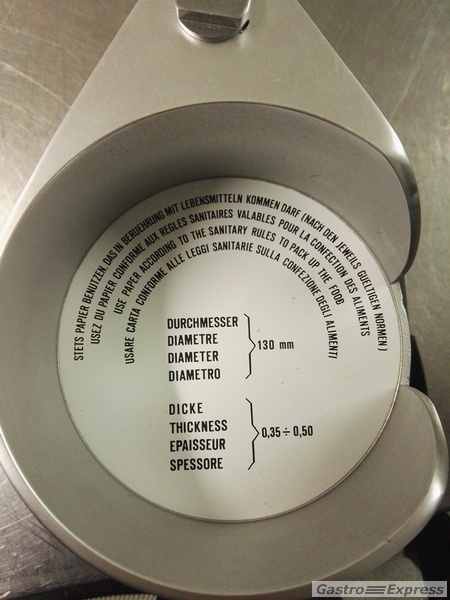 STETS PAPIER BENUTZEN, DAS IN BERUEHRUNG MIT LEBENSMITTELN KOMMEN DARF (NACH DEN JEWEILS GUELTIGEN NORMEN)
USEZ DU PAPIER CONFORME AUX REGLES SANITAIRES VALABLES POUR LA CONFECTION DES ALIMENTS
USE PAPER ACCORDING TO THE SANITARY RULES TO PACK UP THE FOOD
USARE CARTA CONFORME ALLE LEGGI SANITARIE SULLA CONFEZIONE DEGLI ALIMENTI
DURCHMESSER
DIAMETRE
DIAMETER
DIAMETRO
130 mm
DICKE
THICKNESS
EPAISSEUR
SPESSORE
0,35÷0,50
Gastro Express